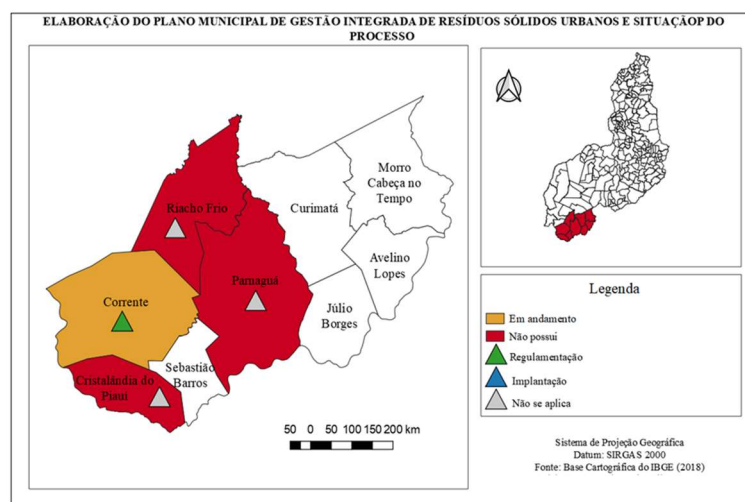 ELABORAÇÃO DO PLANO MUNICIPAL DE GESTÃO INTEGRADA DE RESÍDUOS SÓLIDOS URBANOS E SITUAÇÃOP DO
PROCESSO
Morro
Cabeça no
Tempo
Curimatá
Riacho Frio
Avelino
Lopes
Parnaguá
Júlio
Borges
Corrente
Sebastião
Barros
Cristalândia do
Piauí
50 0 50 100 150 200 km
Legenda
Em andamento
Não possui
Regulamentação
Implantação
Não se aplica
Sistema de Projeção Geográfica
Datum: SIRGAS 2000
Fonte: Base Cartográfica do IBGE (2018)